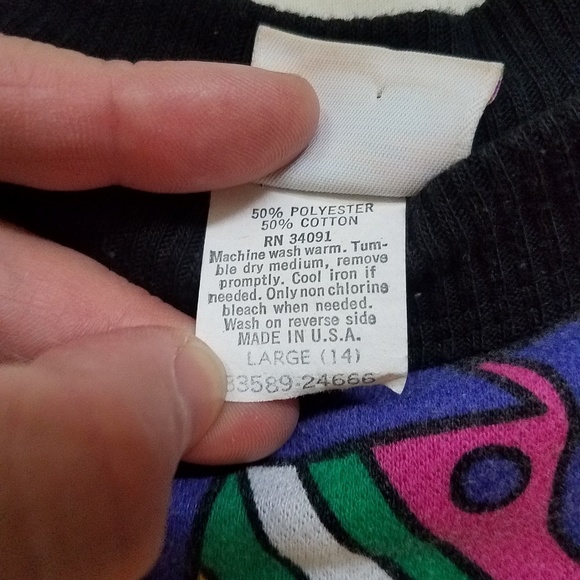 50% POLYESTER
50% COTTON
RN 34091
Machine wash warm. Tum-
ble dry medium, remove
promptly. Cool iron if
needed. Only non chlorine
bleach when needed.
Wash on reverse side
MADE IN U.S.A.
LARGE (14)
83589-24666